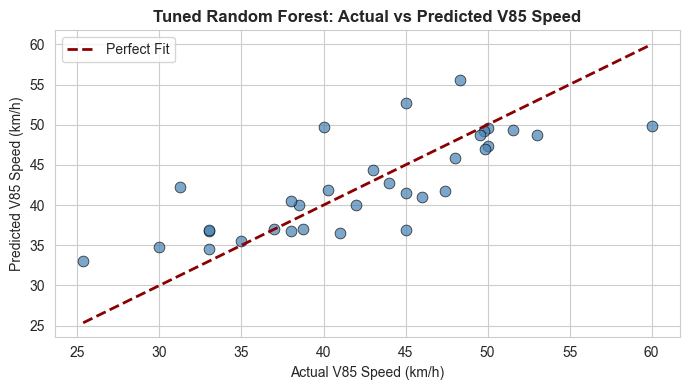 Tuned Random Forest: Actual vs Predicted V85 Speed
Perfect Fit
Predicted V85 Speed (km/h)
60
55
50
45
40
35
30
25
25 30 35 40 45 50 55 60
Actual V85 Speed (km/h)